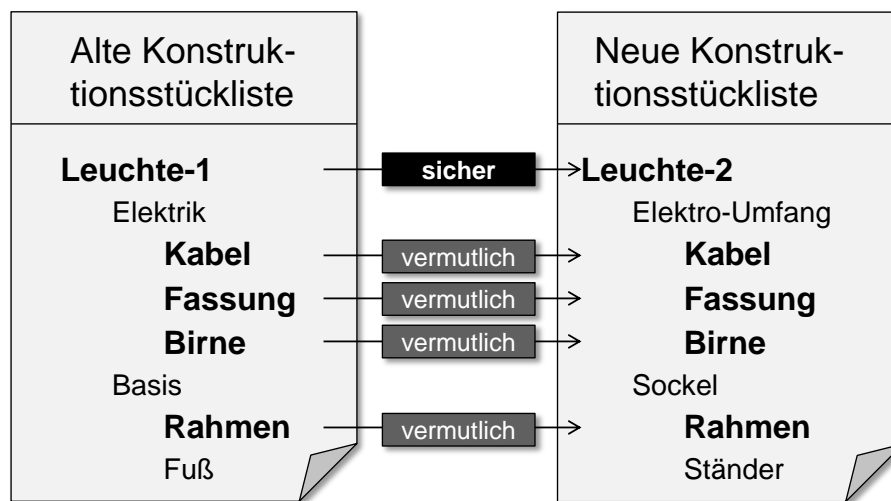 Alte Konstruk-
tionsstückliste
Neue Konstruk-
tionsstückliste
Leuchte-1 sicher Leuchte-2
Elektrik Elektro-Umfang
Kabel vermutlich Kabel
Fassung vermutlich Fassung
Birne vermutlich Birne
Basis Sockel
Rahmen vermutlich Rahmen
Fuß Ständer